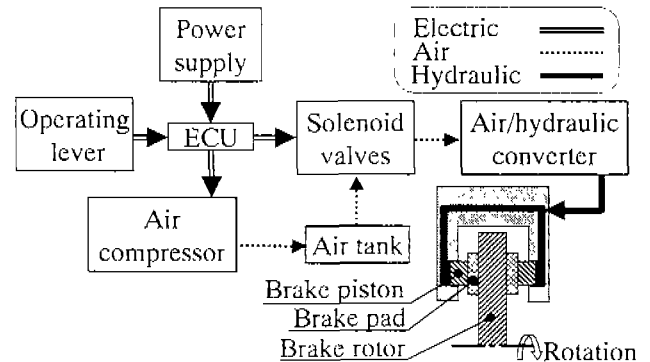 Power
supply
Electric
Air
Hydraulic
Operating
lever
ECU
Solenoid
valves
Air/hydraulic
converter
Air
compressor
Air tank
Brake piston
Brake pad
Brake rotor
Rotation